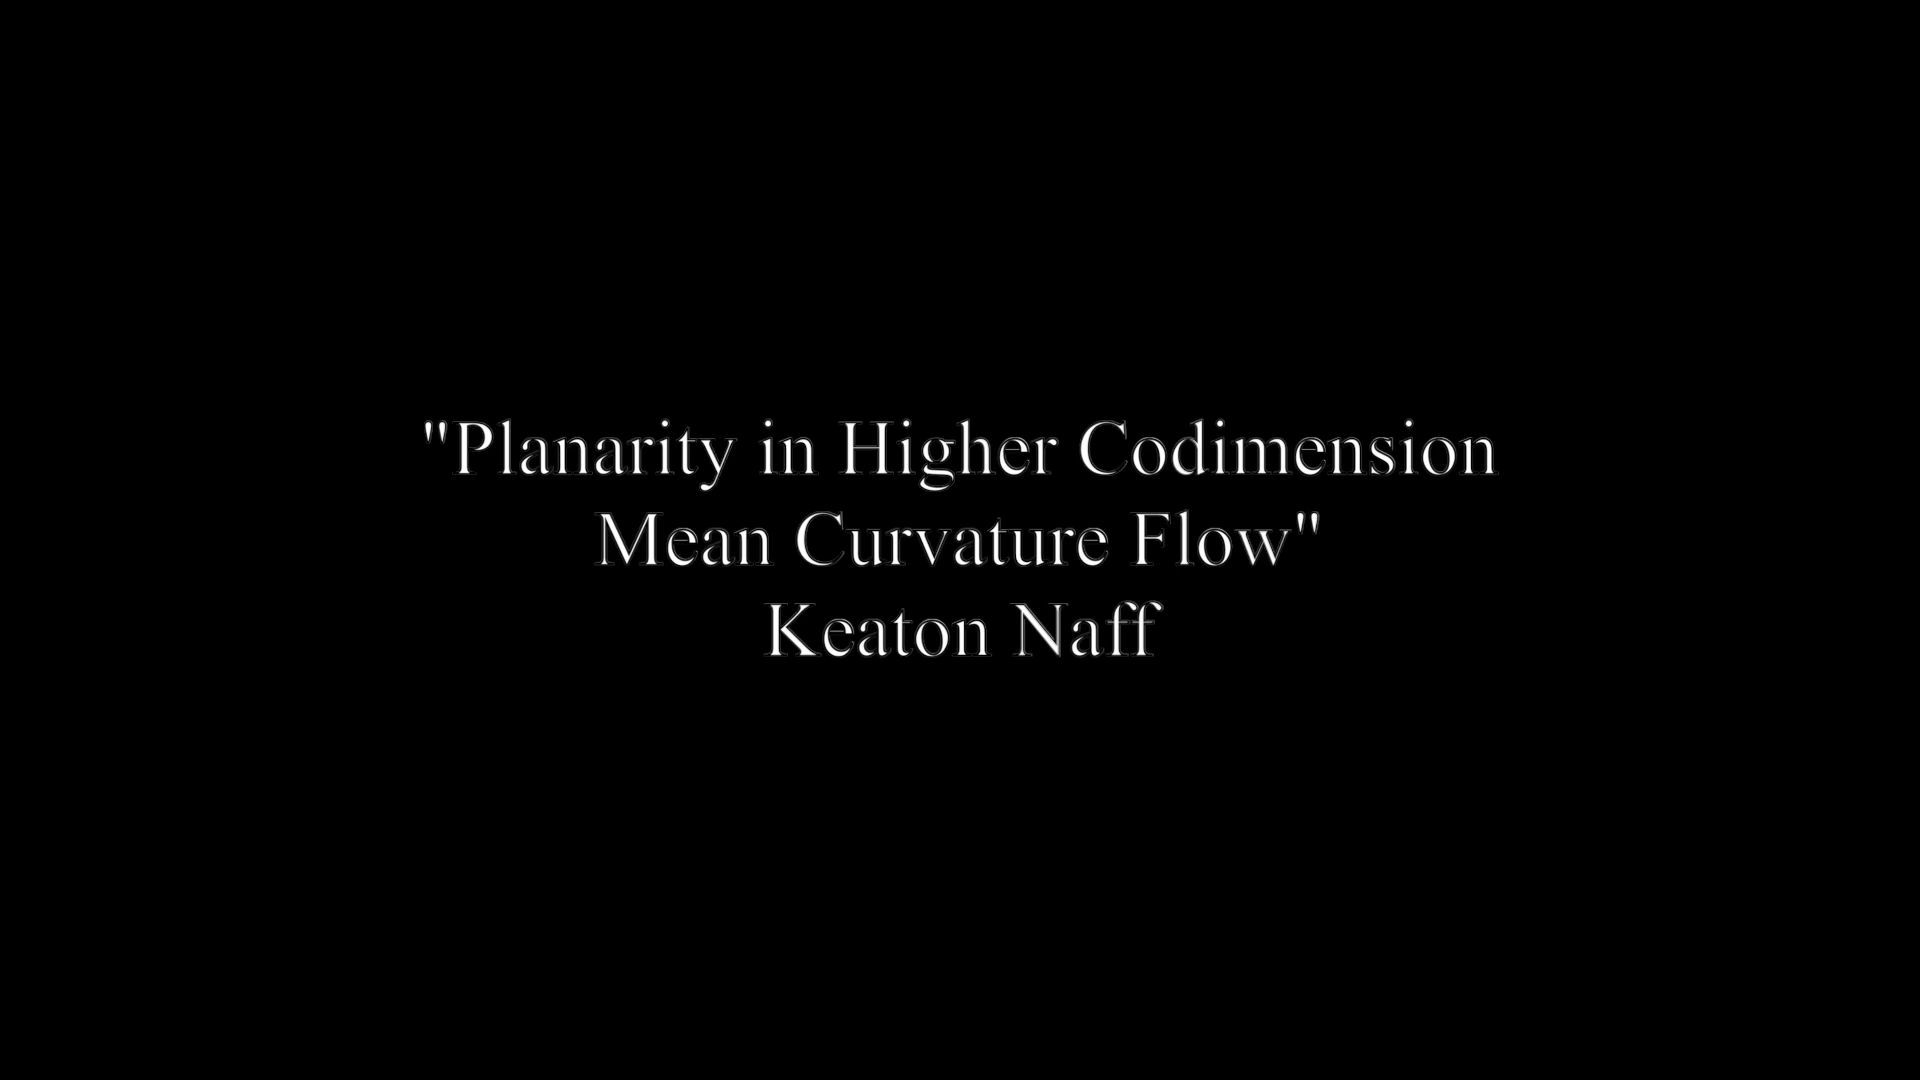 "Planarity in Higher Codimension
Mean Curvature Flow"
Keaton Naff